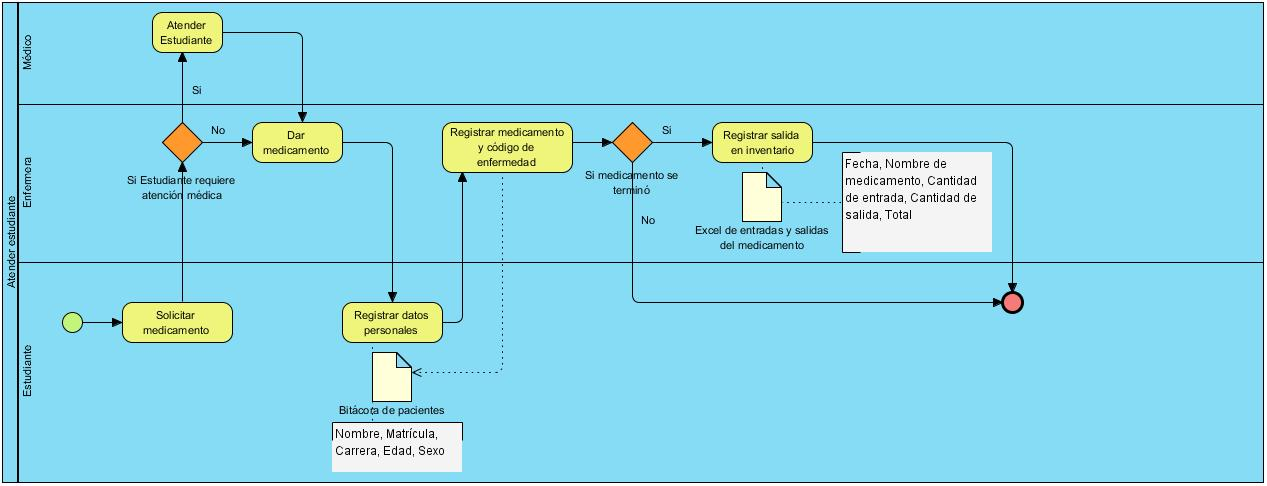 Atender estudiante
Médico
Atender
Estudiante
Si
Enfermera
No
Si Estudiante requiere
atención médica
Dar
medicamento
Registrar medicamento
y código de
enfermedad
Si
Si medicamento se
terminó
No
Registrar salida
en inventario
Excel de entradas y salidas
del medicamento
Fecha, Nombre de
medicamento, Cantidad
de entrada, Cantidad de
salida, Total
Estudiante
Solicitar
medicamento
Registrar datos
personales
Bitácora de pacientes
Nombre, Matrícula,
Carrera, Edad, Sexo